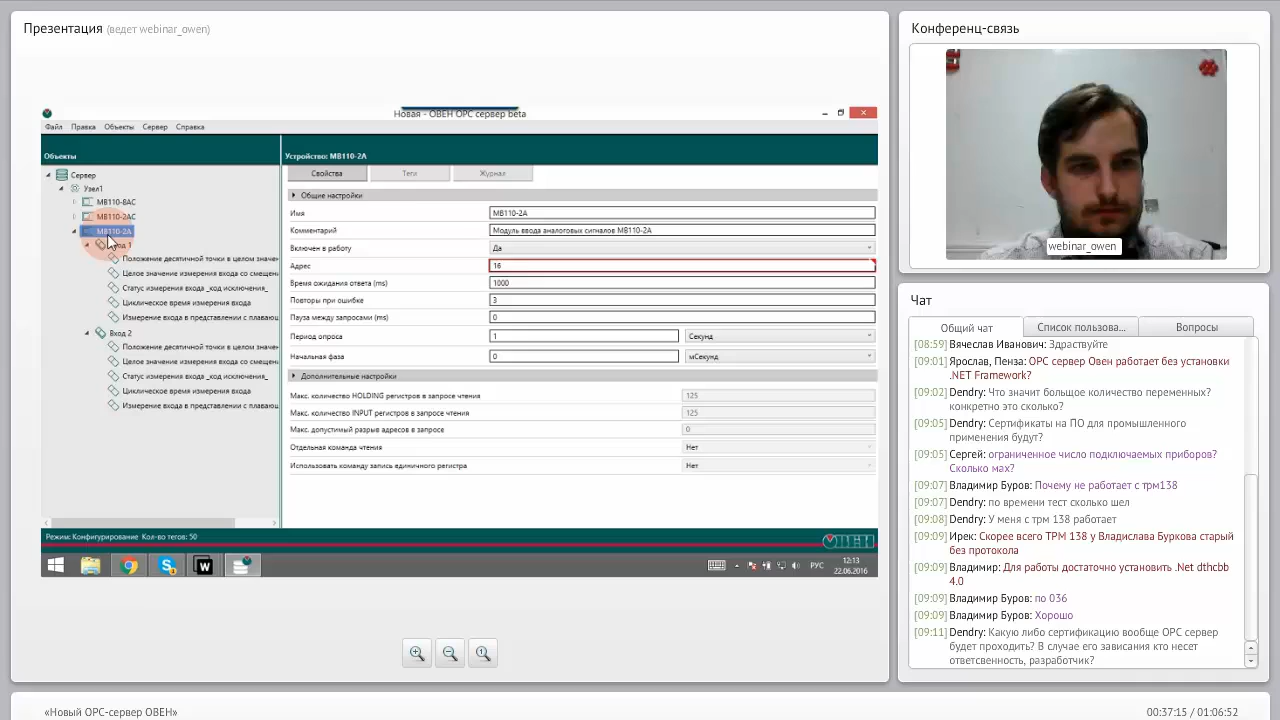 Презентация (ведет webinar_owen)
Новая - ОВЕН OPC сервер beta
Файл Правка Объекты Сервер Справка
Объекты
Сервер
Узел1
МВ110-8АС
МВ110-2АС
МВ110-2А
Вход 1
Положение десятичной точки в целом значен
Целое значение измерения входа со смещен
Статус измерения входа _код исключения_
Циклическое время измерения входа
Измерение входа в представлении с плавающ
Вход 2
Положение десятичной точки в целом значен
Целое значение измерения входа со смещен
Статус измерения входа _код исключения_
Циклическое время измерения входа
Измерение входа в представлении с плавающ
Устройство: МВ110-2А
Свойства Теги Журнал
Общие настройки
Имя МВ110-2А
Комментарий Модуль ввода аналоговых сигналов МВ110-2А
Включен в работу Да
Адрес 16
Время ожидания ответа (ms) 1000
Повторы при ошибке 3
Пауза между запросами (ms) 0
Период опроса 1 Секунд
Начальная фаза 0 мСекунд
Дополнительные настройки
Макс. количество HOLDING регистров в запросе чтения 125
Макс. количество INPUT регистров в запросе чтения 125
Макс. допустимый разрыв адресов в запросе 0
Отдельная команда чтения Нет
Использовать команду запись единичного регистра Нет
Режим: Конфигурирование Кол-во тегов: 50
ОВЕН
РУС
12:13
22.06.2016
Конференц-связь
webinar_owen
Чат
Общий чат Список пользова... Вопросы
[08:59] Вячеслав Иванович: Здраствуйте
[09:01] Ярослав, Пенза: OPC сервер Овен работает без установки
.NET Framework?
[09:02] Dendry: Что значит большое количество переменных?
конкретно это сколько?
[09:05] Dendry: Сертификаты на ПО для промышленного
применения будут?
[09:05] Сергей: ограниченное число подключаемых приборов?
Сколько мах?
[09:07] Владимир Буров: Почему не работает с трм138
[09:07] Dendry: по времени тест сколько шел
[09:08] Dendry: У меня с трм 138 работает
[09:09] Ирек: Скорее всего ТРМ 138 у Владислава Буркова старый
без протокола
[09:09] Владимир: Для работы достаточно установить .Net dthcbb
4.0
[09:09] Владимир Буров: по 036
[09:09] Владимир Буров: Хорошо
[09:11] Dendry: Какую либо сертификацию вообще OPC сервер
будет проходить? В случае его зависания кто несет
ответсвенность, разработчик?
«Новый OPC-сервер ОВЕН»
00:37:15 / 01:06:52